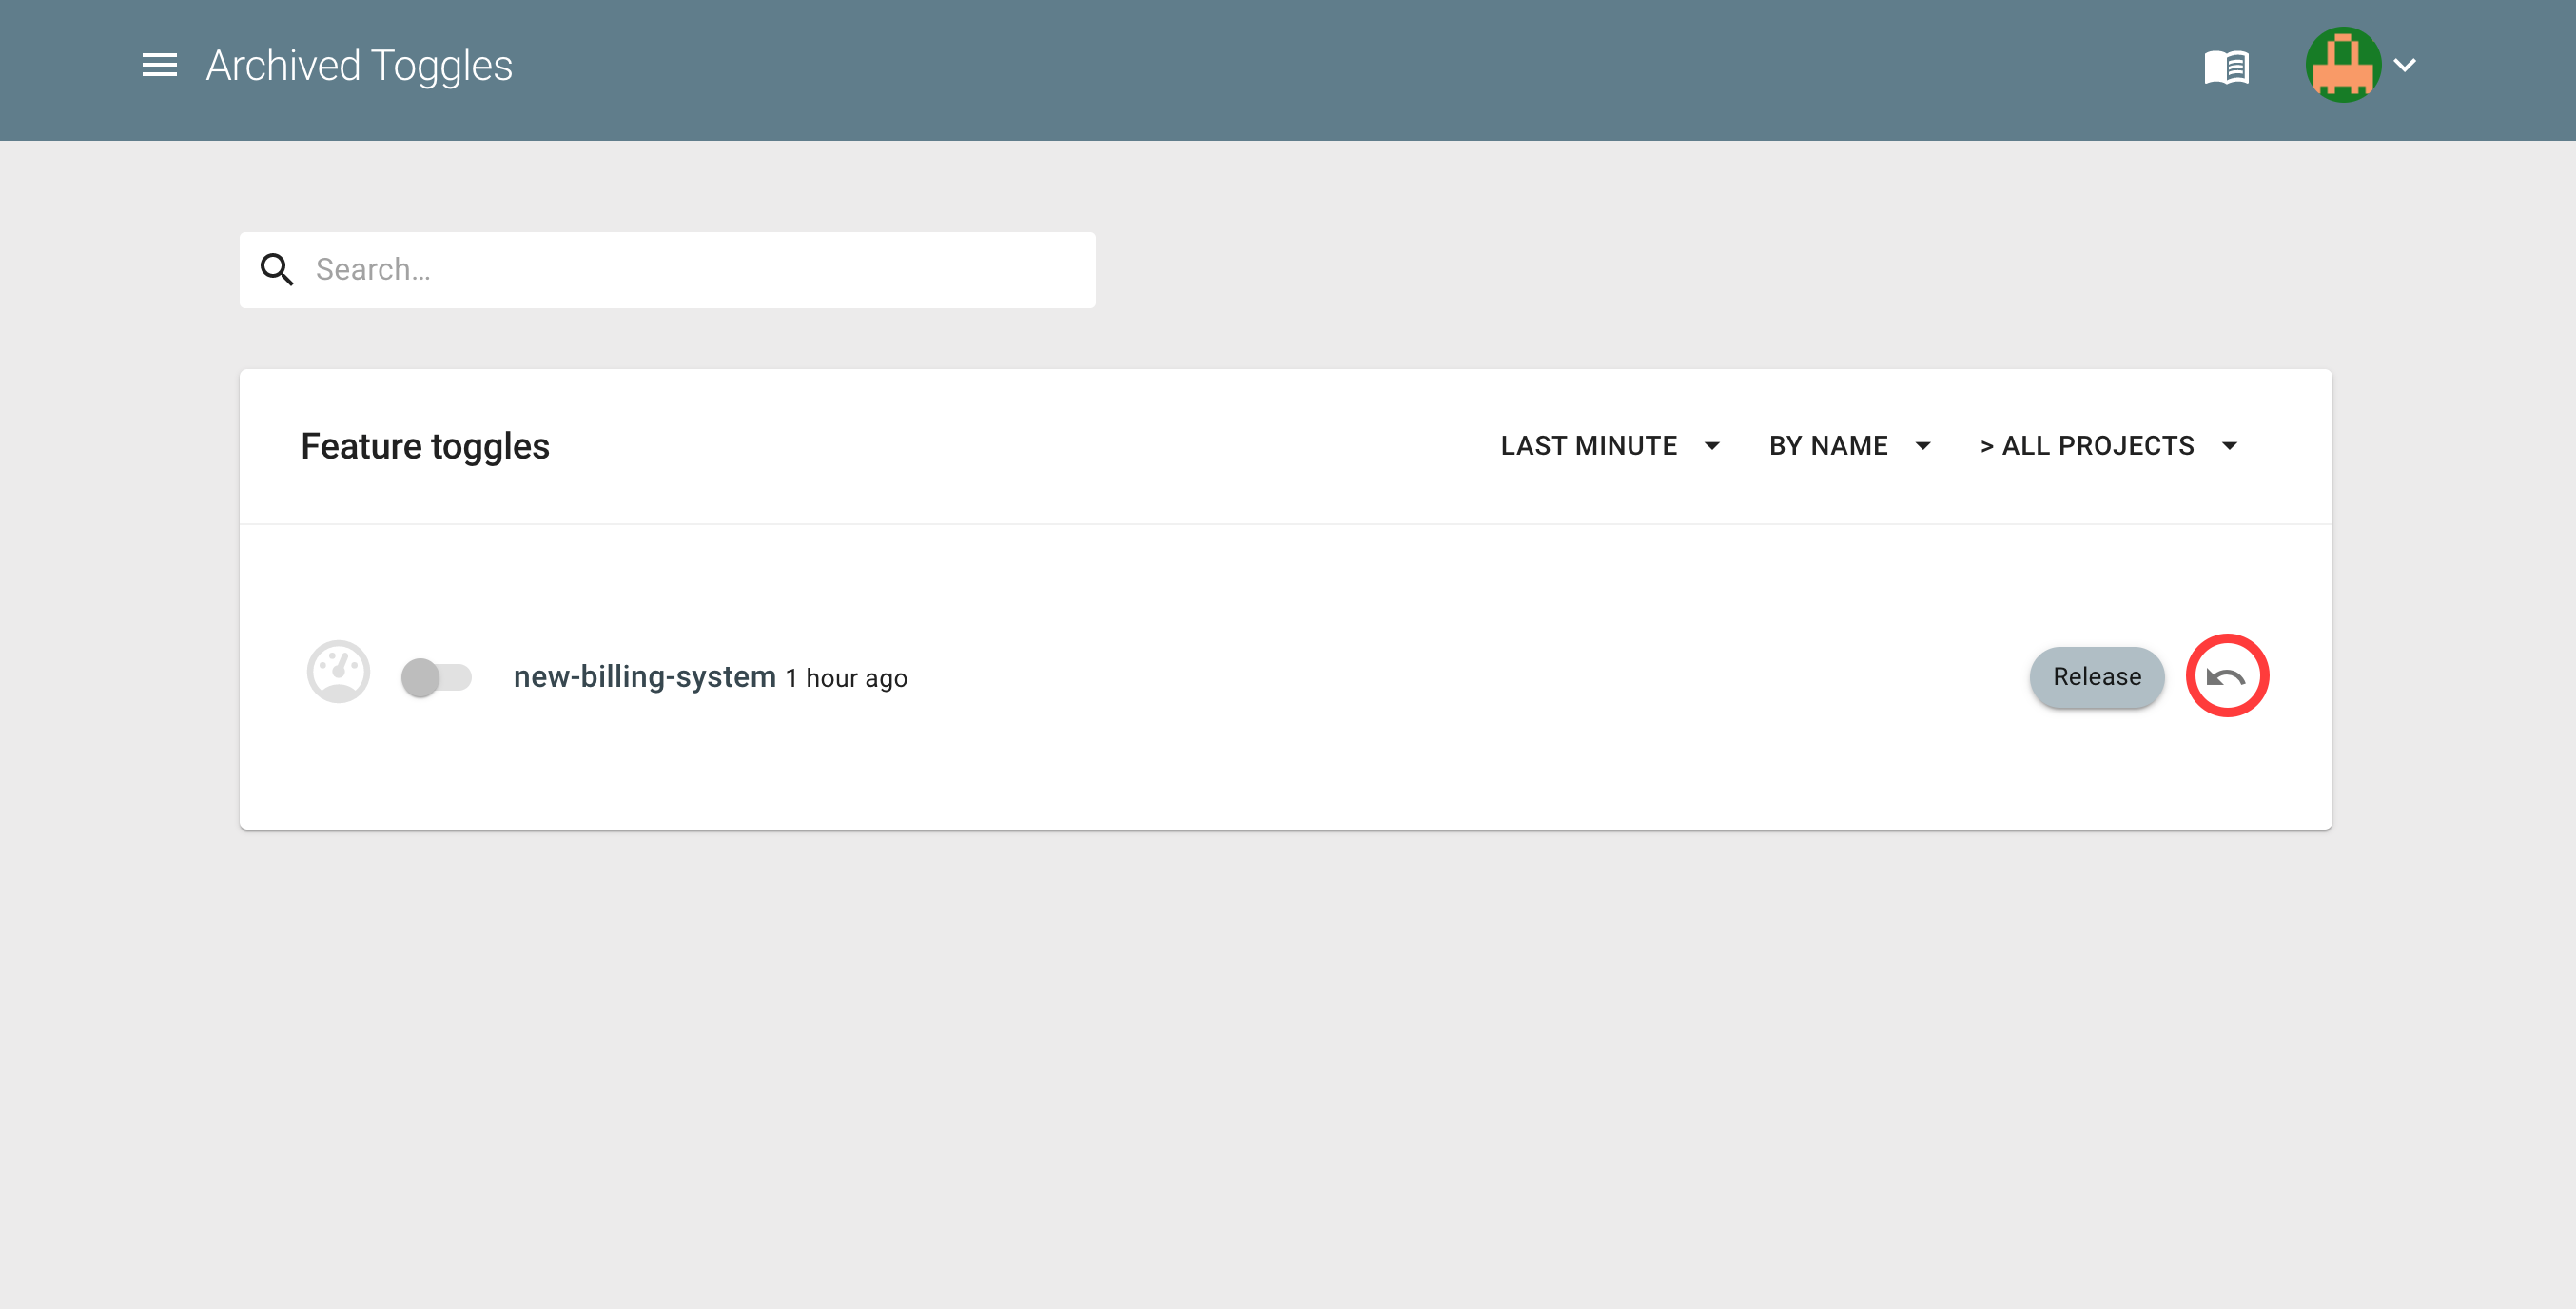 Archived Toggles
Search…
Feature toggles
LAST MINUTE
BY NAME
> ALL PROJECTS
new-billing-system 1 hour ago
Release